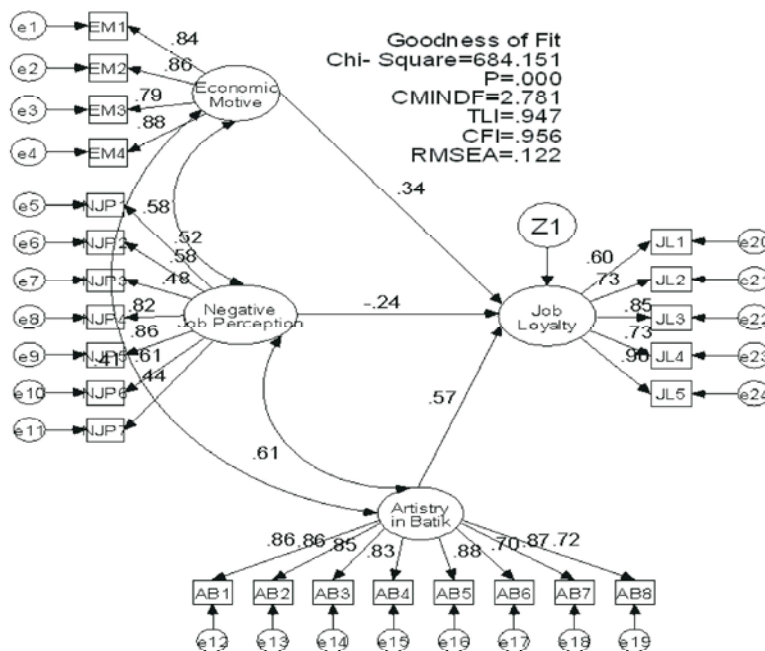 Goodness of Fit
Chi- Square=684.151
P=.000
CMINDF=2.781
TLI=.947
CFI=.956
RMSEA=.122
e1
EM1
.84
e2
EM2
.86
e3
EM3
.79
e4
EM4
.88
Economic
Motive
.34
e5
NJP1
.58
e6
NJP2
.52
.58
e7
NJP3
.48
e8
NJP4
.82
e9
NJP5
.86
.41
.61
e10
NJP6
.44
e11
NJP7
Negative
Job Perception
-.24
Z1
Job
Loyalty
.60
JL1
e20
.73
JL2
e21
.85
JL3
e22
.73
JL4
e23
.96
JL5
e24
.57
.61
Artistry
in Batik
.86
.86
.85
.83
.88
.70
.87
.72
AB1
AB2
AB3
AB4
AB5
AB6
AB7
AB8
e12
e13
e14
e15
e16
e17
e18
e19